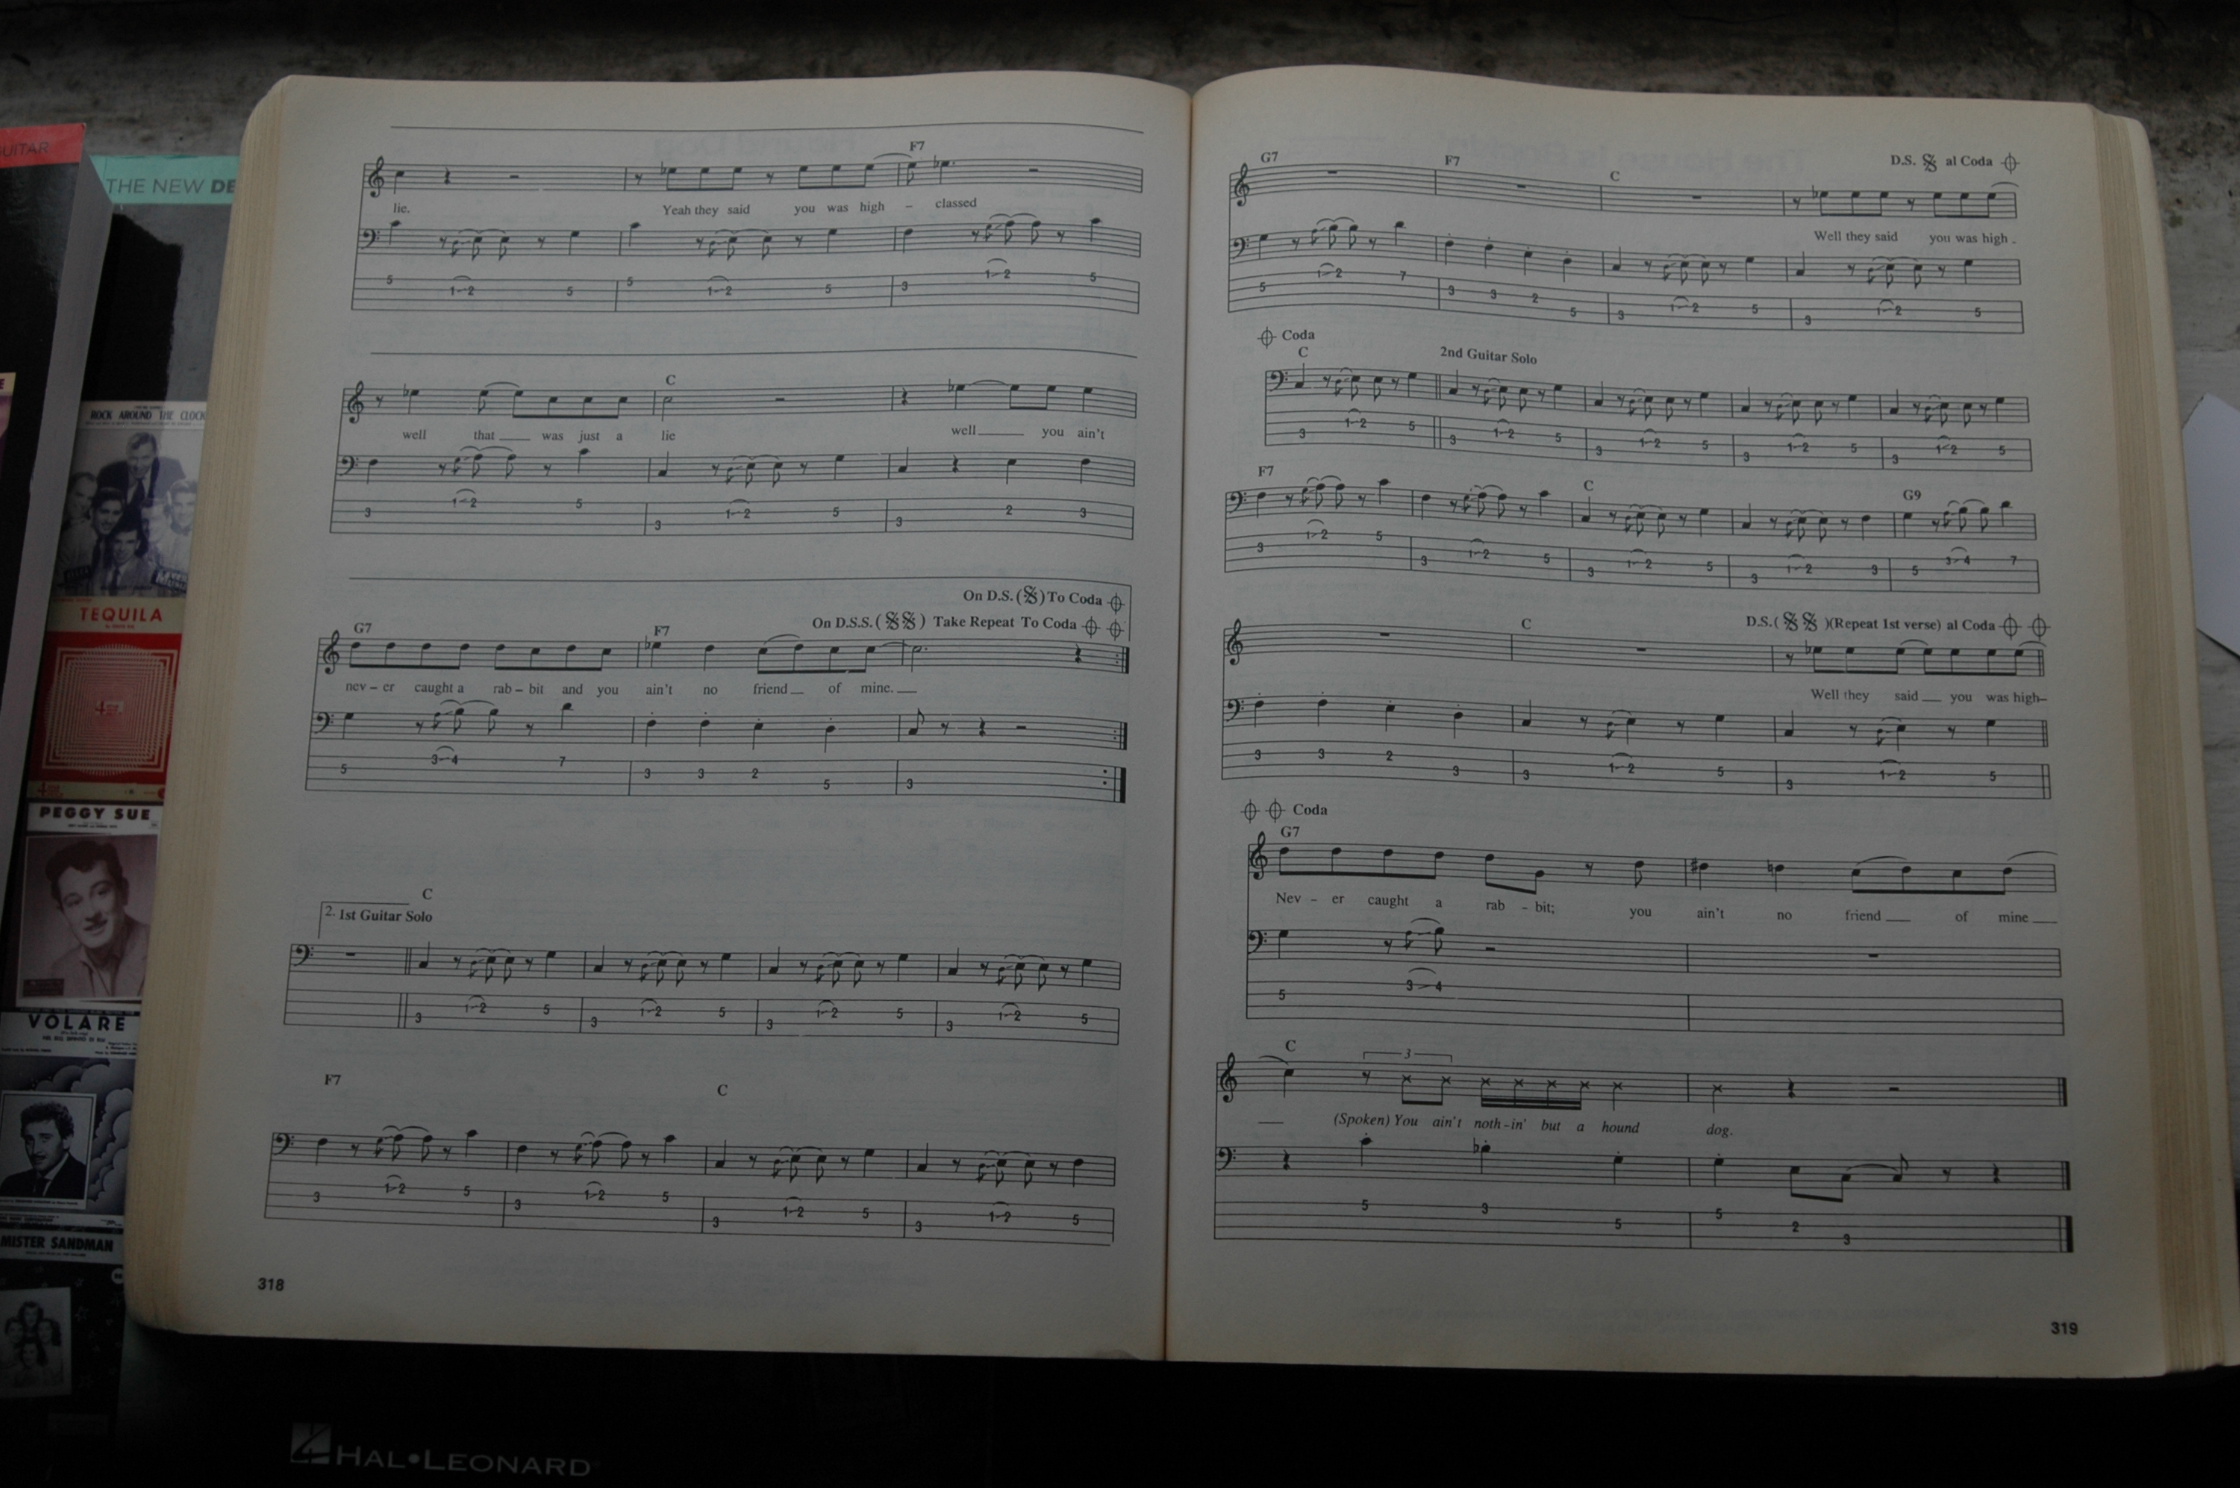 GUITAR
THE NEW DE
ROCK AROUND THE CLOCK
TEQUILA
PEGGY SUE
VOLARE
MISTER SANDMAN
HAL•LEONARD
F7
lie. Yeah they said you was high – classed
5 1 2 5 5 1 2 5 3 1 2 5
C
well that was just a lie well you ain't
3 1 2 5 3 1 2 5 3 2 3
On D.S. (𝄋) To Coda
On D.S.S. (𝄋𝄋) Take Repeat To Coda
G7 F7
nev – er caught a rab – bit and you ain't no friend of mine.
5 3 4 7 3 3 2 5 3
C
2. 1st Guitar Solo
3 1 2 5 3 1 2 5 3 1 2 5 3 1 2 5
F7 C
3 1 2 5 3 1 2 5 3 1 2 5 3 1 2 5
318
G7 F7 C D.S. 𝄋 al Coda
Well they said you was high
5 1 2 7 3 3 2 5 3 1 2 5 3 1 2 5
Coda
C 2nd Guitar Solo
3 1 2 5 3 1 2 5 3 1 2 5 3 1 2 5 3 1 2 5
F7 C G9
3 1 2 5 3 1 2 5 3 1 2 5 3 1 2 3 5 3 4 7
C D.S. (𝄋𝄋) (Repeat 1st verse) al Coda
Well they said you was high–
3 3 2 3 3 1 2 5 3 1 2 5
Coda
G7
Nev – er caught a rab – bit; you ain't no friend of mine
5 3 4
C 3
(Spoken) You ain't noth - in' but a hound dog.
5 3 5 5 2 3
319